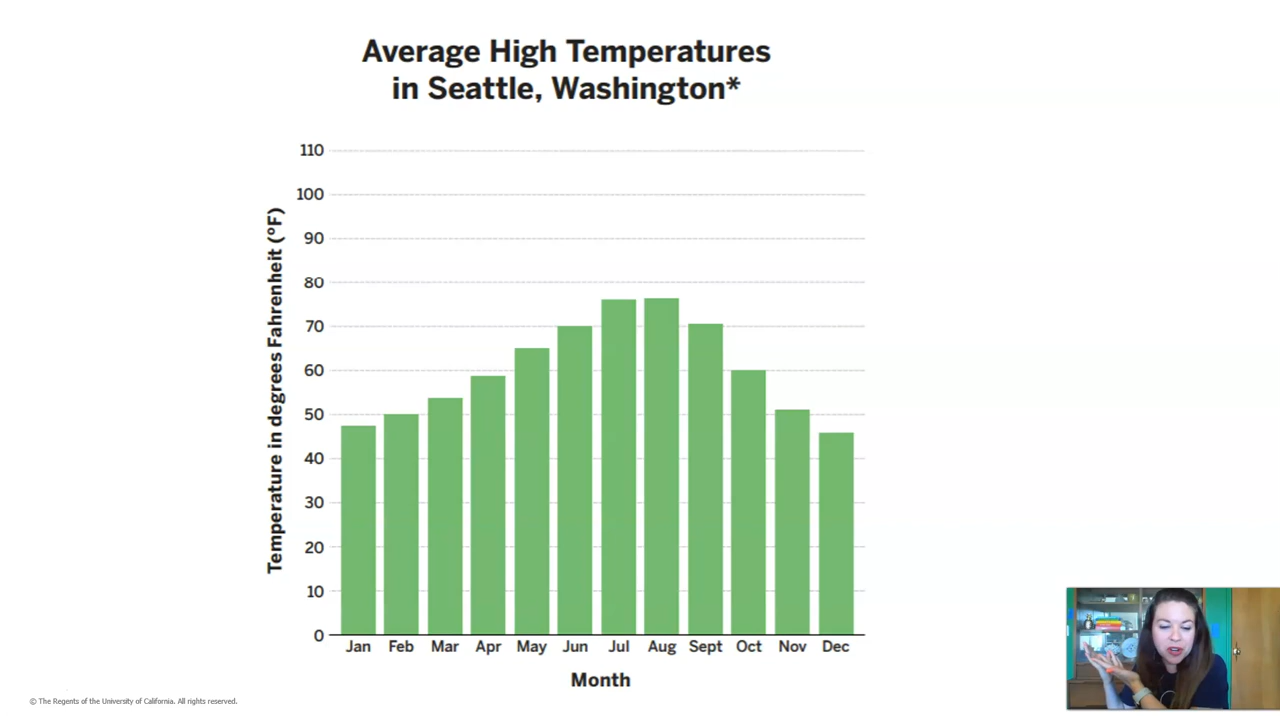 Average High Temperatures
in Seattle, Washington*
110
100
90
80
70
60
50
40
30
20
10
0
Temperature in degrees Fahrenheit (°F)
Jan Feb Mar Apr May Jun Jul Aug Sept Oct Nov Dec
Month
© The Regents of the University of California. All rights reserved.